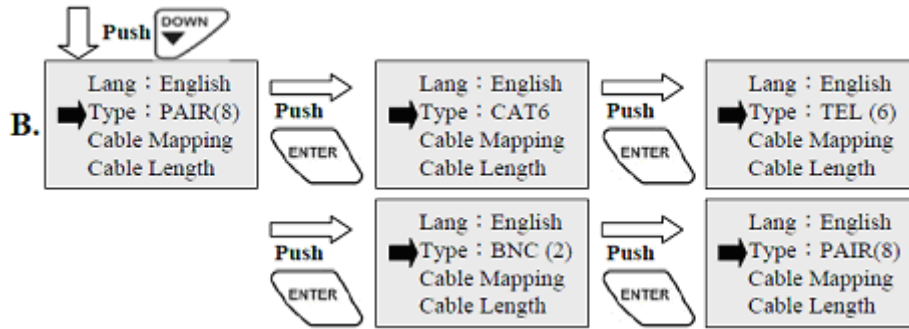 Push DOWN
B.
Lang：English
Type：PAIR(8)
Cable Mapping
Cable Length
Push
ENTER
Lang：English
Type：CAT6
Cable Mapping
Cable Length
Push
ENTER
Lang：English
Type：TEL (6)
Cable Mapping
Cable Length
Push
ENTER
Lang：English
Type：BNC (2)
Cable Mapping
Cable Length
Push
ENTER
Lang：English
Type：PAIR(8)
Cable Mapping
Cable Length